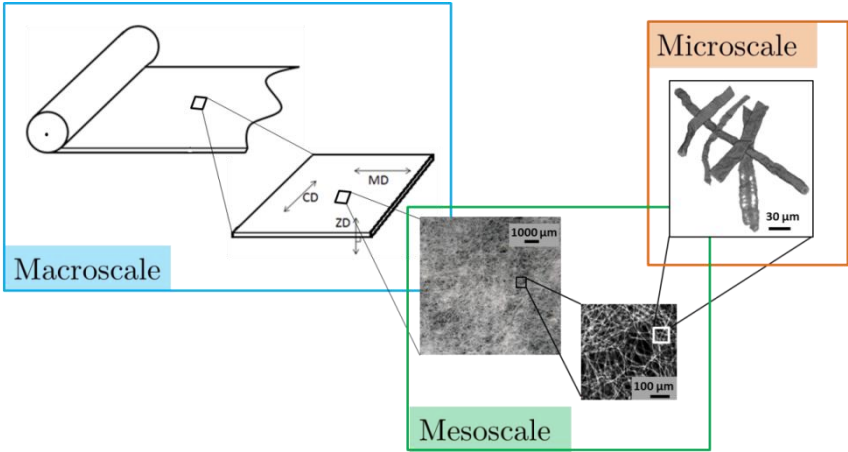 Microscale
MD
CD
ZD
30 µm
1000 µm
Macroscale
100 µm
Mesoscale